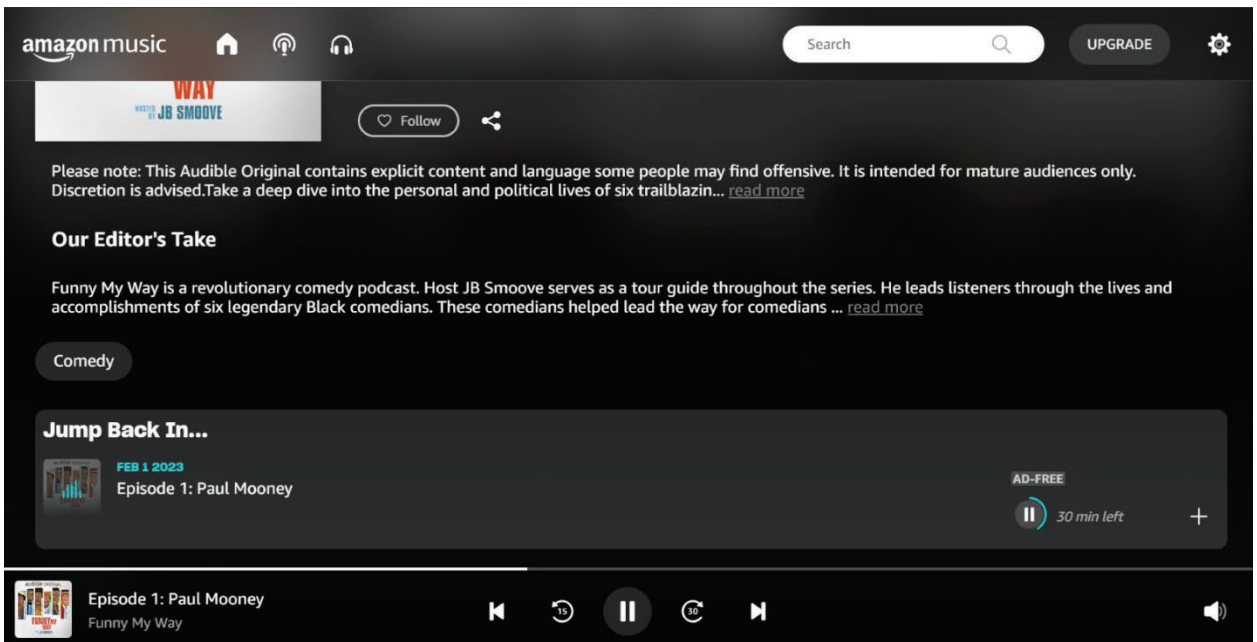 amazon music
Search
UPGRADE
WAY
HOSTED BY JB SMOOVE
Follow
Please note: This Audible Original contains explicit content and language some people may find offensive. It is intended for mature audiences only.
Discretion is advised.Take a deep dive into the personal and political lives of six trailblazin... read more
Our Editor's Take
Funny My Way is a revolutionary comedy podcast. Host JB Smoove serves as a tour guide throughout the series. He leads listeners through the lives and
accomplishments of six legendary Black comedians. These comedians helped lead the way for comedians ... read more
Comedy
Jump Back In...
FEB 1 2023
Episode 1: Paul Mooney
AD-FREE
30 min left
Episode 1: Paul Mooney
Funny My Way
15
30